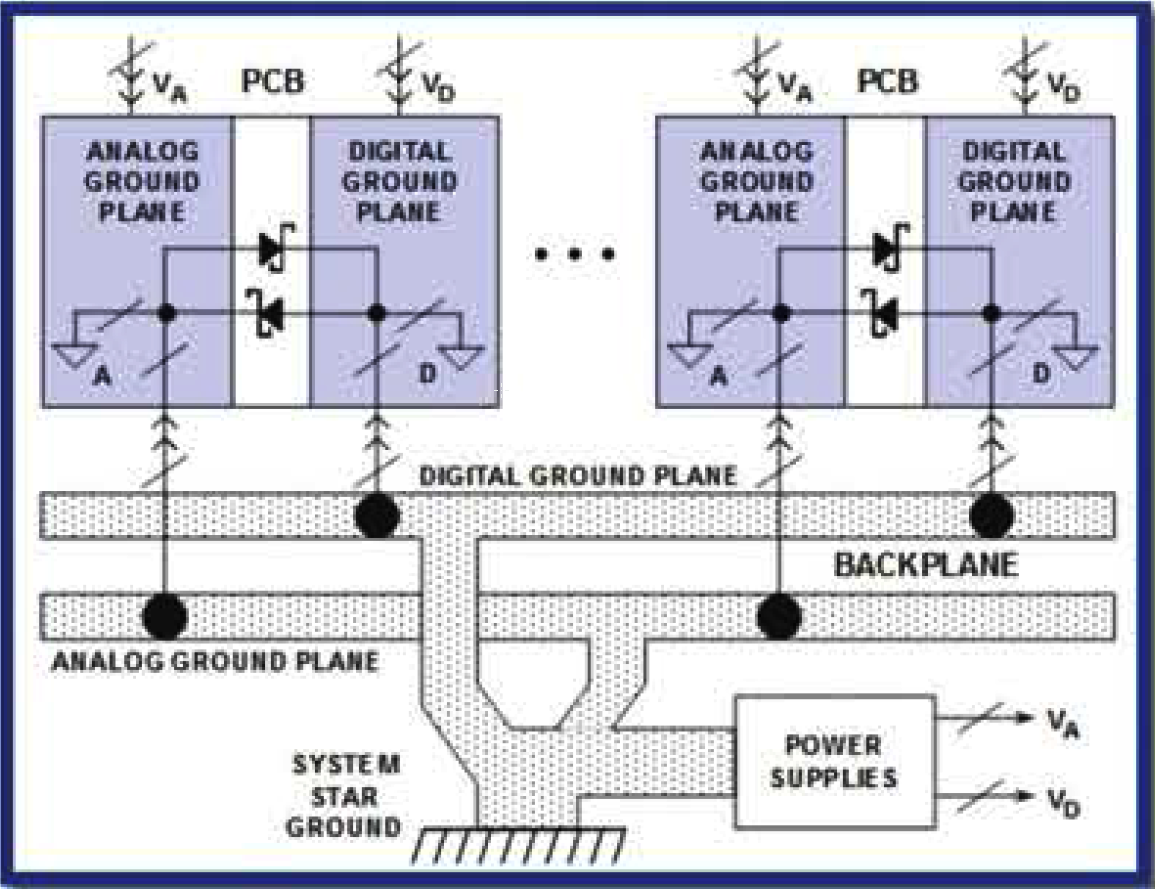 V_A PCB V_D
ANALOG
GROUND
PLANE
DIGITAL
GROUND
PLANE
A D
V_A PCB V_D
ANALOG
GROUND
PLANE
DIGITAL
GROUND
PLANE
A D
DIGITAL GROUND PLANE
BACKPLANE
ANALOG GROUND PLANE
SYSTEM
STAR
GROUND
POWER
SUPPLIES
V_A
V_D